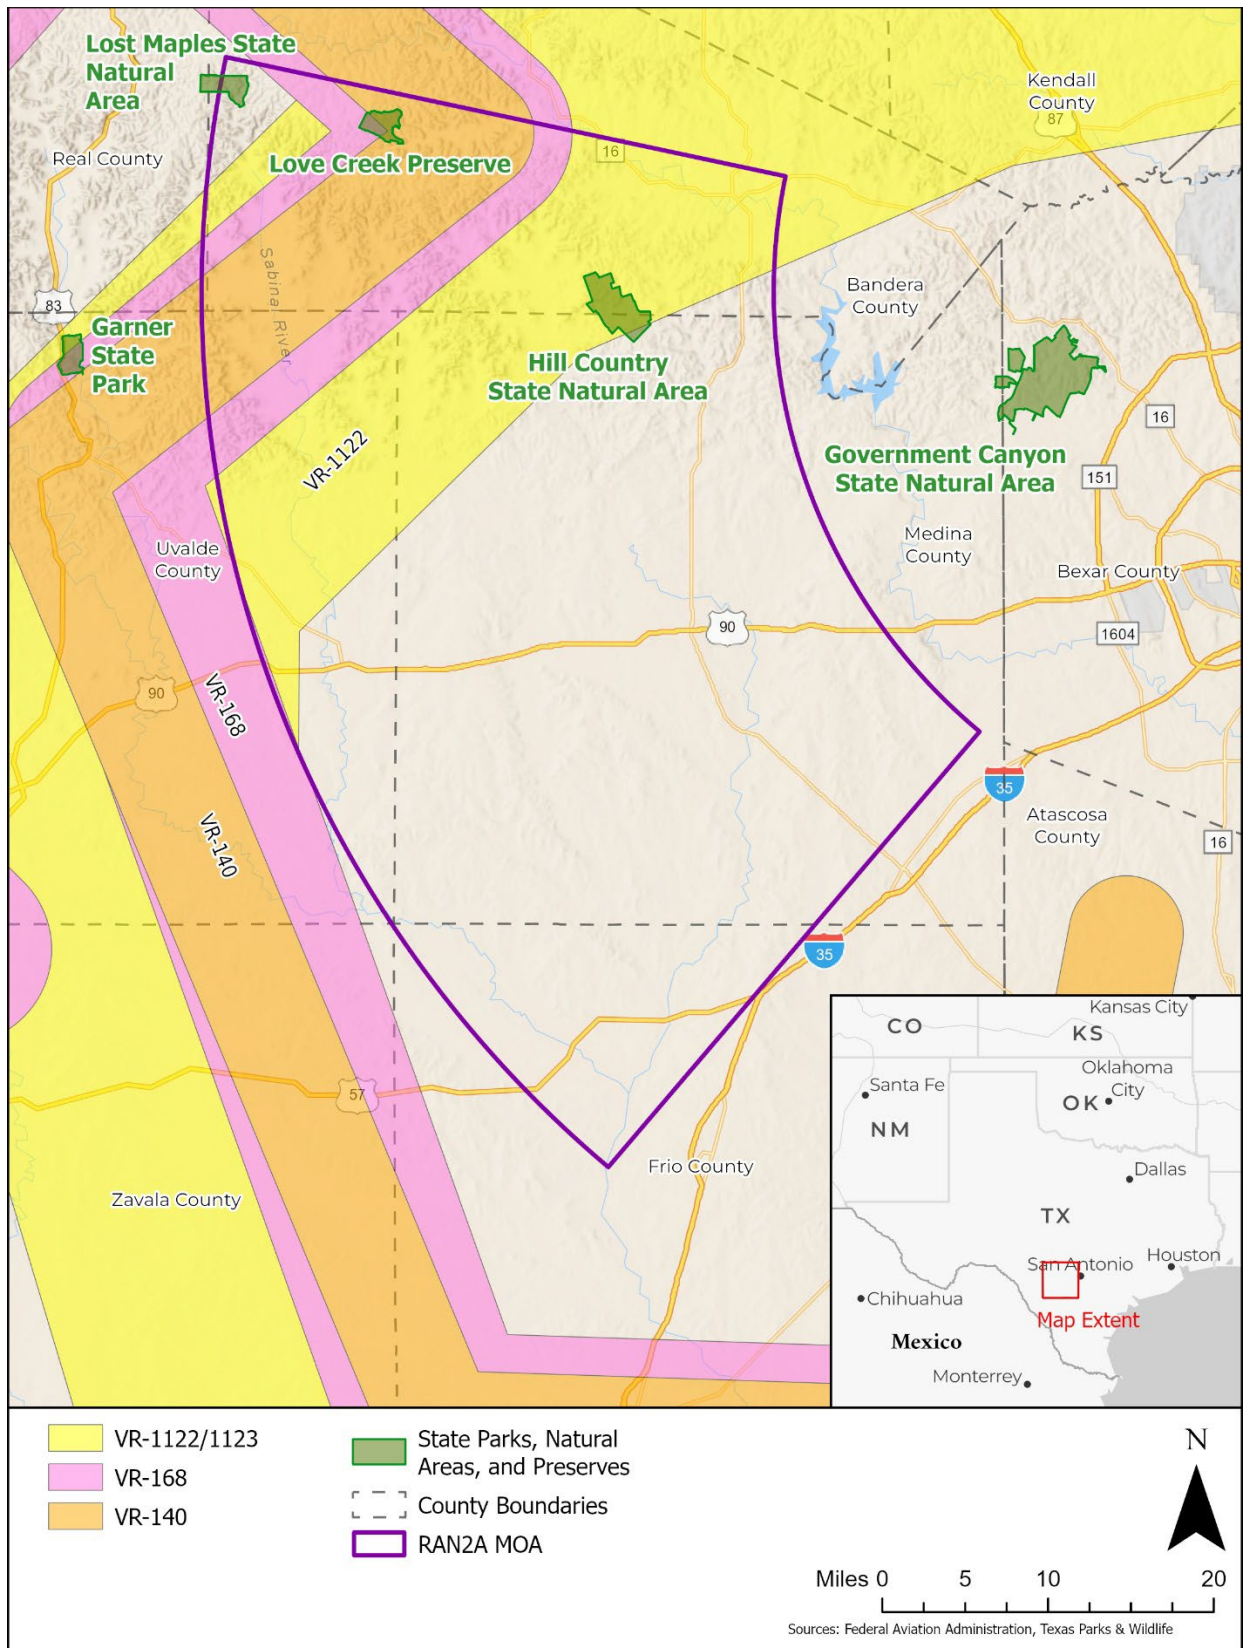 Lost Maples State
Natural
Area
Kendall
County
87
Real County
Love Creek Preserve
16
Sabinal River
83
Bandera
County
Garner
State
Park
Hill Country
State Natural Area
16
Government Canyon
State Natural Area
151
VR-1122
Uvalde
County
Medina
County
Bexar County
90
1604
90
VR-168
35
Atascosa
County
16
VR-140
35
57
Frio County
Zavala County
Kansas City
CO
KS
Santa Fe
Oklahoma
City
OK
NM
Dallas
TX
San Antonio
Houston
Chihuahua
Map Extent
Mexico
Monterrey
VR-1122/1123
VR-168
VR-140
State Parks, Natural
Areas, and Preserves
County Boundaries
RAN2A MOA
N
Miles 0 5 10 20
Sources: Federal Aviation Administration, Texas Parks & Wildlife